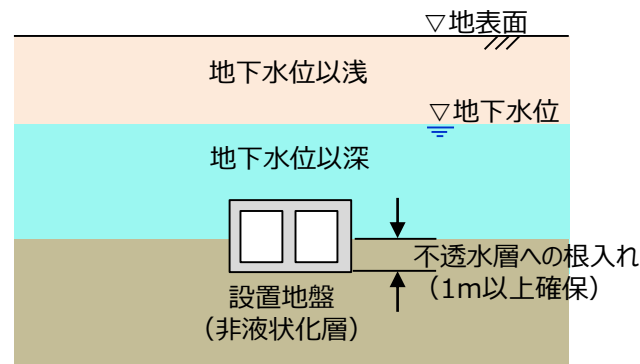 ▽地表面
地下水位以浅
▽地下水位
地下水位以深
不透水層への根入れ
（1m以上確保）
設置地盤
（非液状化層）